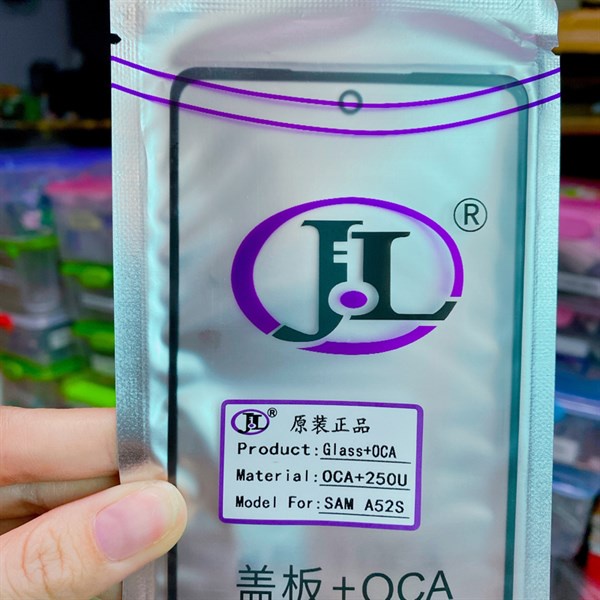 JL ®
JL ® 原装正品
Product: Glass+OCA
Material: OCA+250U
Model For: SAM A52S
盖板+OCA